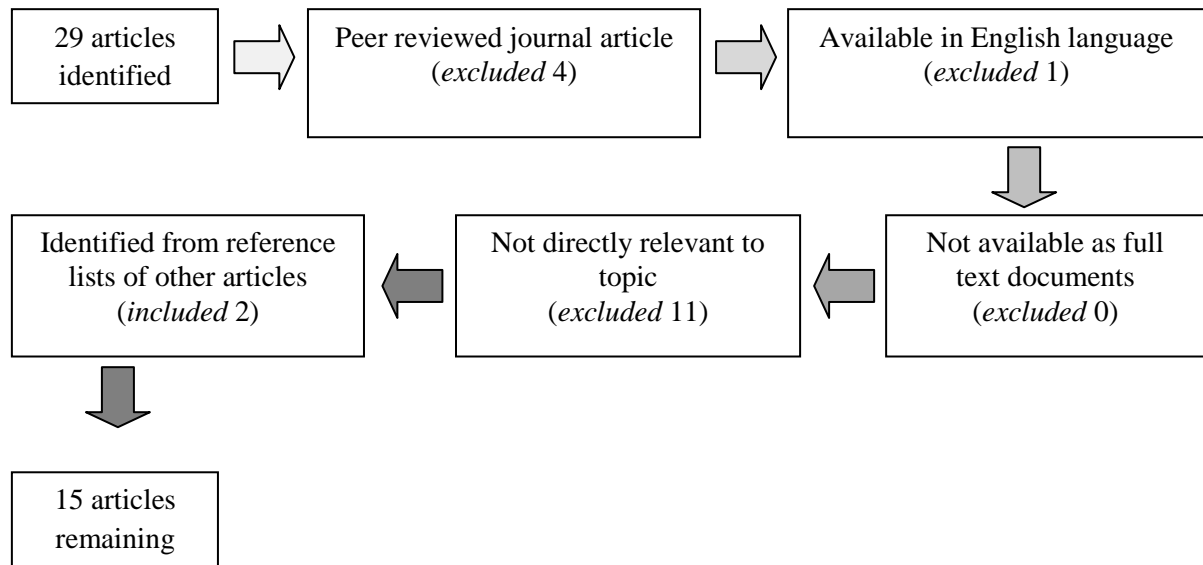 29 articles
identified
Peer reviewed journal article
(excluded 4)
Available in English language
(excluded 1)
Not available as full
text documents
(excluded 0)
Not directly relevant to
topic
(excluded 11)
Identified from reference
lists of other articles
(included 2)
15 articles
remaining